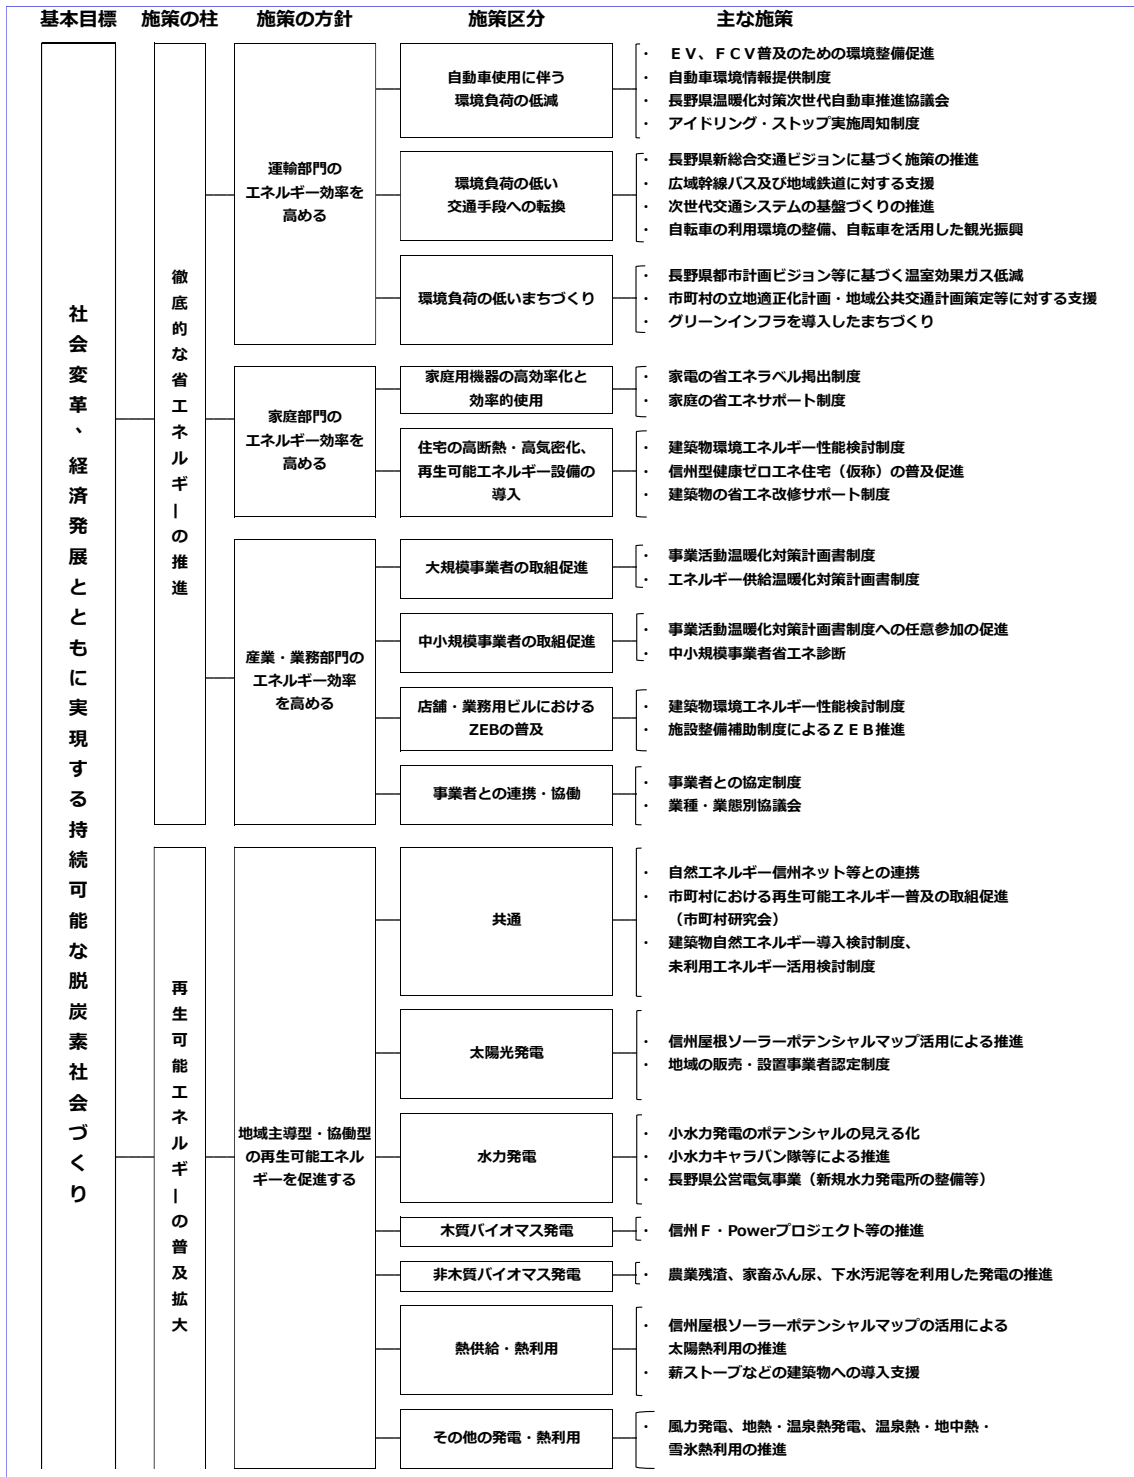 基本目標 施策の柱 施策の方針 施策区分 主な施策
社会変革、経済発展とともに実現する持続可能な脱炭素社会づくり
徹底的な省エネルギーの推進
運輸部門の
エネルギー効率を
高める
自動車使用に伴う
環境負荷の低減
・ ＥＶ、ＦＣＶ普及のための環境整備促進
・ 自動車環境情報提供制度
・ 長野県温暖化対策次世代自動車推進協議会
・ アイドリング・ストップ実施周知制度
環境負荷の低い
交通手段への転換
・ 長野県新総合交通ビジョンに基づく施策の推進
・ 広域幹線バス及び地域鉄道に対する支援
・ 次世代交通システムの基盤づくりの推進
・ 自転車の利用環境の整備、自転車を活用した観光振興
環境負荷の低いまちづくり
・ 長野県都市計画ビジョン等に基づく温室効果ガス低減
・ 市町村の立地適正化計画・地域公共交通計画策定等に対する支援
・ グリーンインフラを導入したまちづくり
家庭部門の
エネルギー効率を
高める
家庭用機器の高効率化と
効率的使用
・ 家電の省エネラベル掲出制度
・ 家庭の省エネサポート制度
住宅の高断熱・高気密化、
再生可能エネルギー設備の
導入
・ 建築物環境エネルギー性能検討制度
・ 信州型健康ゼロエネ住宅（仮称）の普及促進
・ 建築物の省エネ改修サポート制度
産業・業務部門の
エネルギー効率
を高める
大規模事業者の取組促進
・ 事業活動温暖化対策計画書制度
・ エネルギー供給温暖化対策計画書制度
中小規模事業者の取組促進
・ 事業活動温暖化対策計画書制度への任意参加の促進
・ 中小規模事業者省エネ診断
店舗・業務用ビルにおける
ZEBの普及
・ 建築物環境エネルギー性能検討制度
・ 施設整備補助制度によるＺＥＢ推進
事業者との連携・協働
・ 事業者との協定制度
・ 業種・業態別協議会
再生可能エネルギーの普及拡大
地域主導型・協働型
の再生可能エネル
ギーを促進する
共通
・ 自然エネルギー信州ネット等との連携
・ 市町村における再生可能エネルギー普及の取組促進
（市町村研究会）
・ 建築物自然エネルギー導入検討制度、
未利用エネルギー活用検討制度
太陽光発電
・ 信州屋根ソーラーポテンシャルマップ活用による推進
・ 地域の販売・設置事業者認定制度
水力発電
・ 小水力発電のポテンシャルの見える化
・ 小水力キャラバン隊等による推進
・ 長野県公営電気事業（新規水力発電所の整備等）
木質バイオマス発電
・ 信州Ｆ・Powerプロジェクト等の推進
非木質バイオマス発電
・ 農業残渣、家畜ふん尿、下水汚泥等を利用した発電の推進
熱供給・熱利用
・ 信州屋根ソーラーポテンシャルマップの活用による
太陽熱利用の推進
・ 薪ストーブなどの建築物への導入支援
その他の発電・熱利用
・ 風力発電、地熱・温泉熱発電、温泉熱・地中熱・
雪氷熱利用の推進